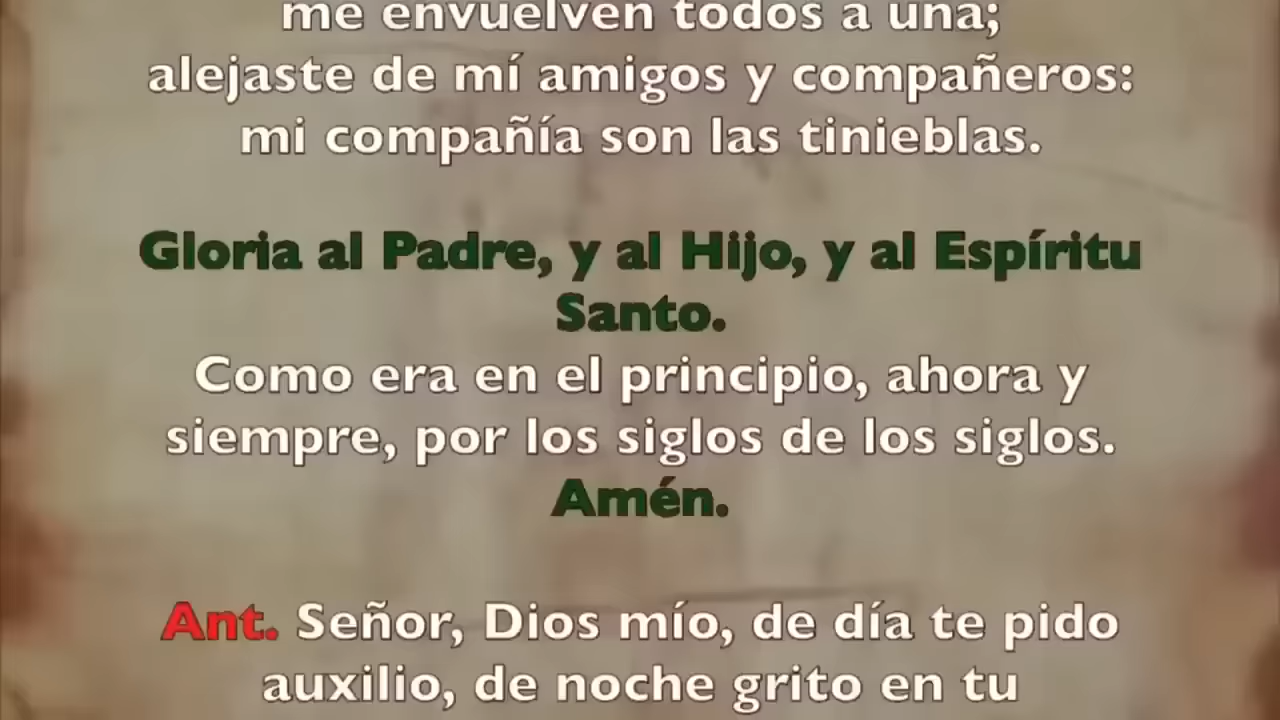 me envuelven todos a una;
alejaste de mí amigos y compañeros:
mi compañía son las tinieblas.
Gloria al Padre, y al Hijo, y al Espíritu
Santo.
Como era en el principio, ahora y
siempre, por los siglos de los siglos.
Amén.
Ant. Señor, Dios mío, de día te pido
auxilio, de noche grito en tu